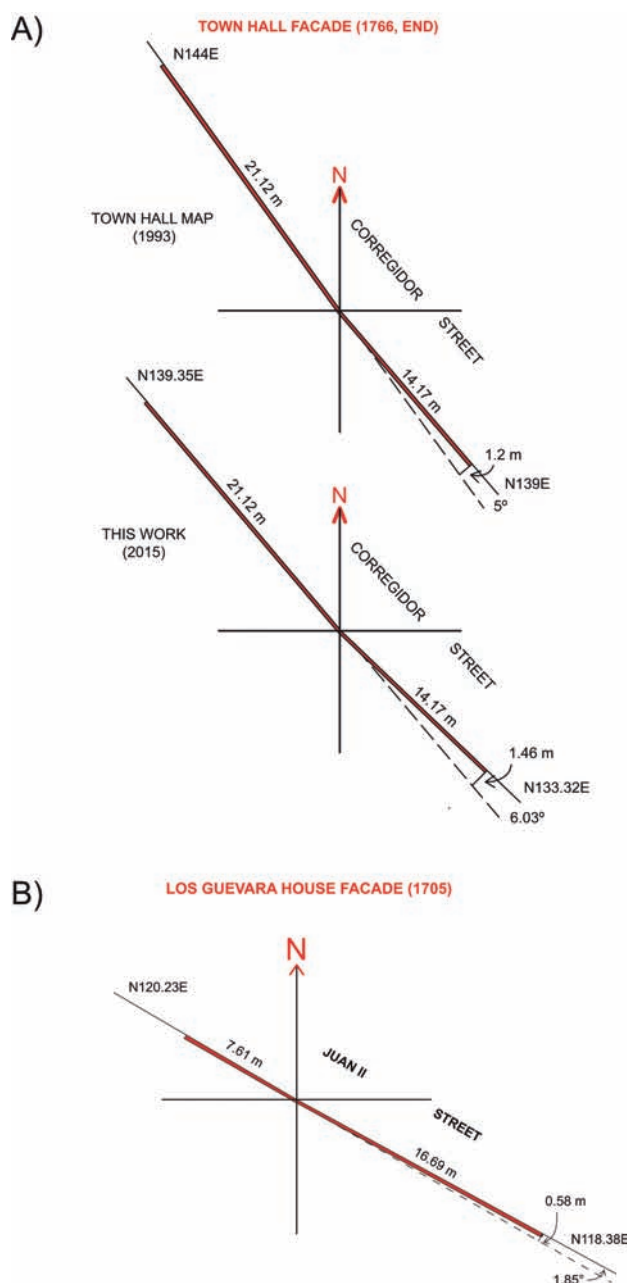 A)
TOWN HALL FACADE (1766, END)
N144E
21.12 m
N
TOWN HALL MAP
(1993)
CORREGIDOR
STREET
14.17 m
1.2 m
N139E
5º
N139.35E
21.12 m
N
THIS WORK
(2015)
CORREGIDOR
STREET
14.17 m
1.46 m
N133.32E
6.03º
B)
LOS GUEVARA HOUSE FACADE (1705)
N
N120.23E
7.61 m
JUAN II
STREET
16.69 m
0.58 m
N118.38E
1.85°